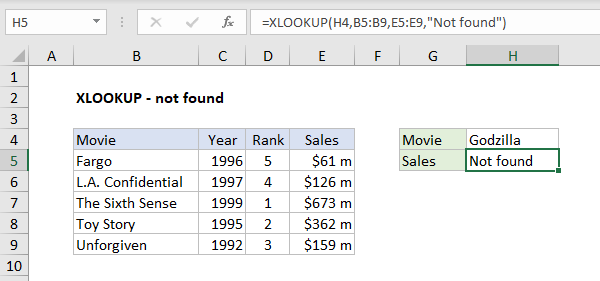 H5 fx =XLOOKUP(H4,B5:B9,E5:E9,"Not found")
A B C D E F G H
1
2 XLOOKUP - not found
3
4 Movie Year Rank Sales Movie Godzilla
5 Fargo 1996 5 $61 m Sales Not found
6 L.A. Confidential 1997 4 $126 m
7 The Sixth Sense 1999 1 $673 m
8 Toy Story 1995 2 $362 m
9 Unforgiven 1992 3 $159 m
10